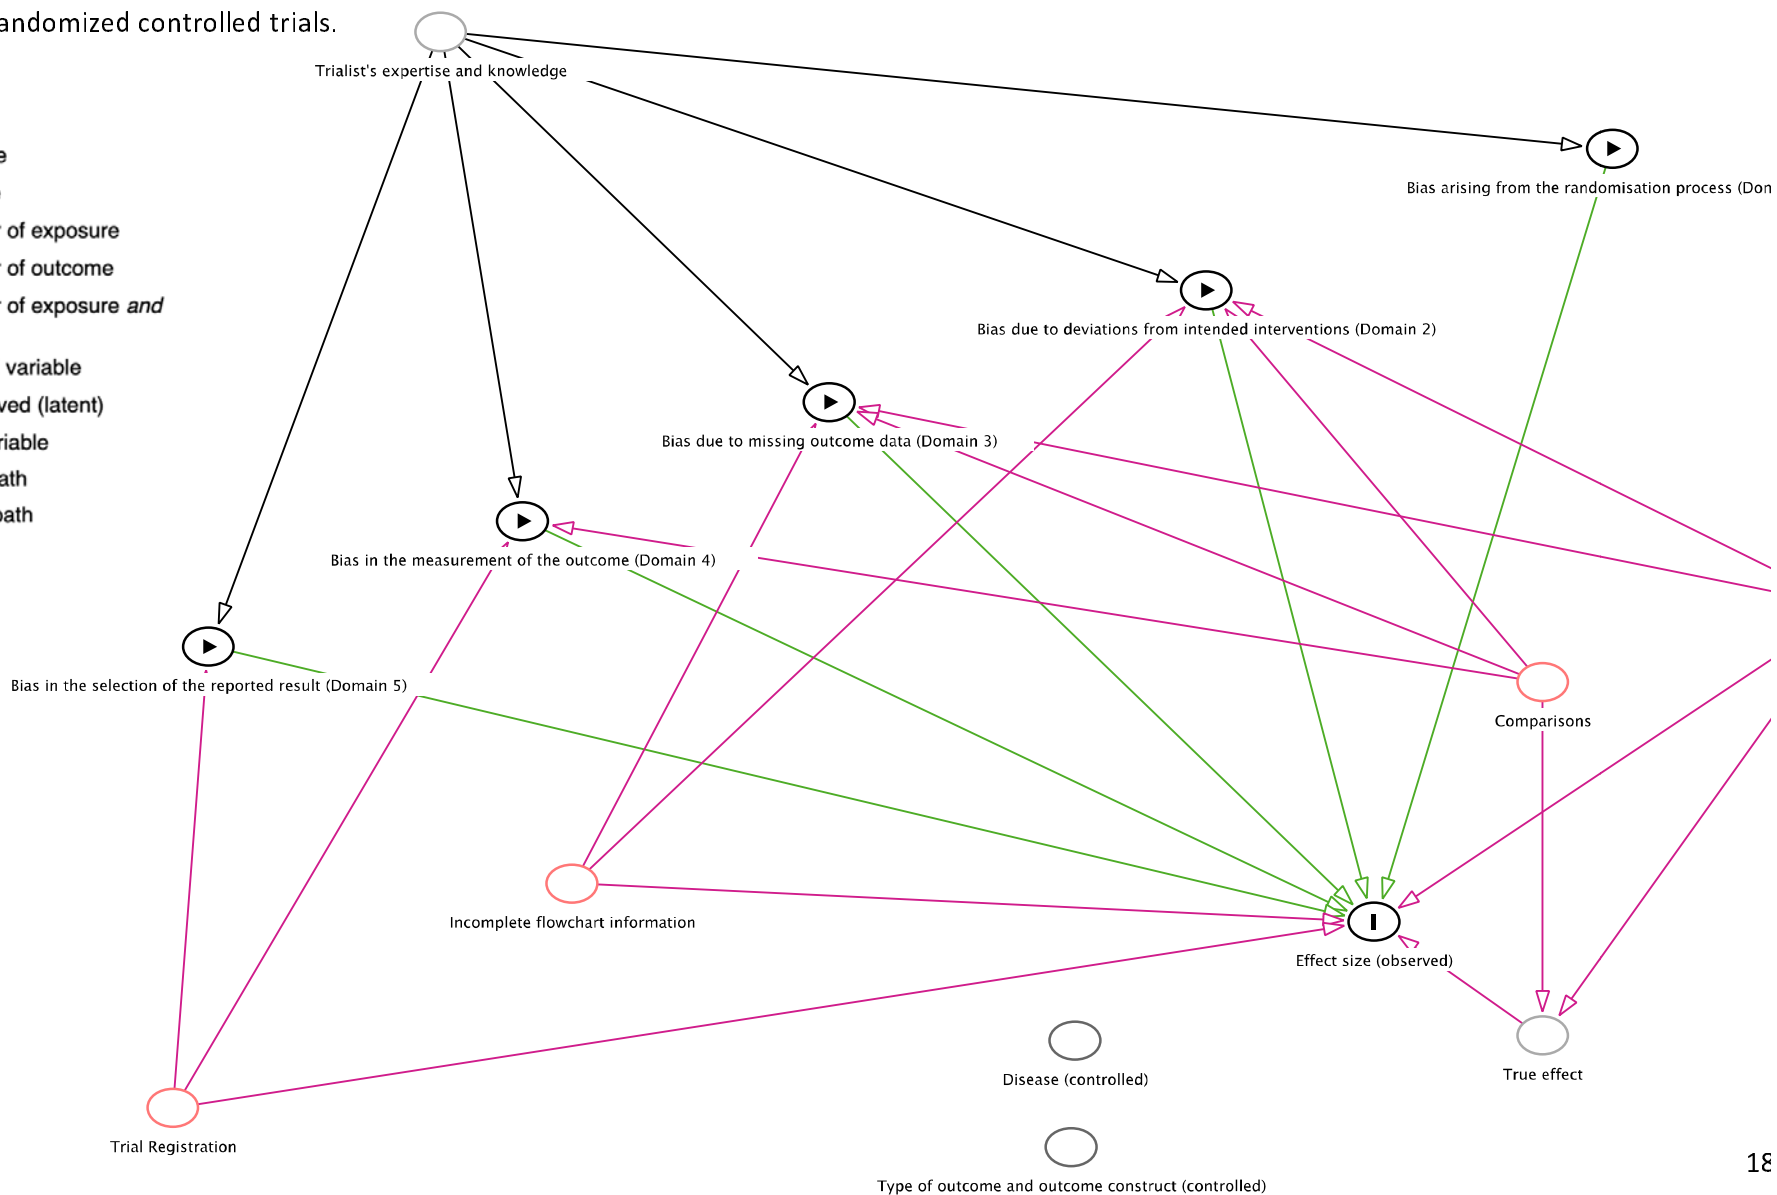 andomized controlled trials.
Trialist's expertise and knowledge
e
of exposure
Bias arising from the randomisation process (Dom
of outcome
of exposure and
Bias due to deviations from intended interventions (Domain 2)
variable
ved (latent)
riable
Bias due to missing outcome data (Domain 3)
ath
path
Bias in the measurement of the outcome (Domain 4)
Bias in the selection of the reported result (Domain 5)
Comparisons
Incomplete flowchart information
Effect size (observed)
True effect
Disease (controlled)
Trial Registration
18
Type of outcome and outcome construct (controlled)